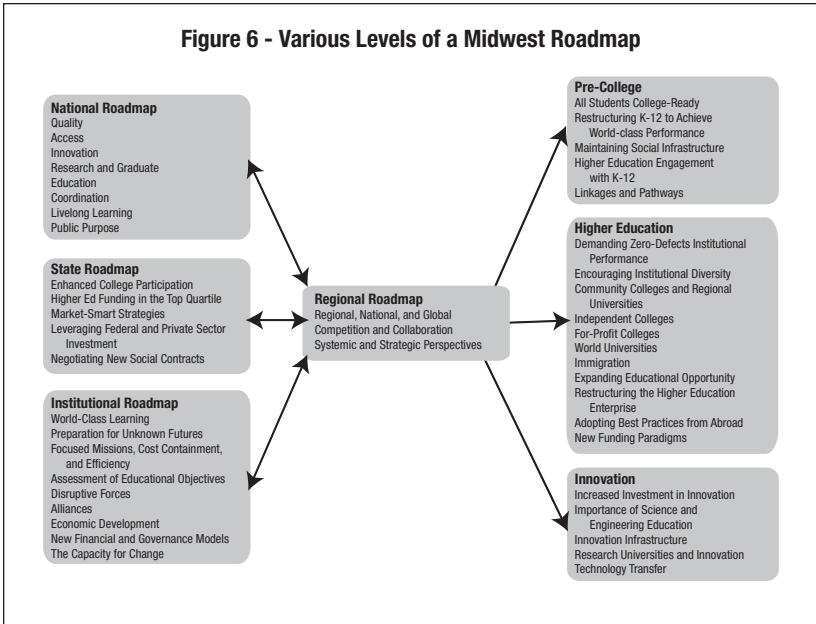 Figure 6 - Various Levels of a Midwest Roadmap
National Roadmap
Quality
Access
Innovation
Research and Graduate
Education
Coordination
Livelong Learning
Public Purpose
State Roadmap
Enhanced College Participation
Higher Ed Funding in the Top Quartile
Market-Smart Strategies
Leveraging Federal and Private Sector
Investment
Negotiating New Social Contracts
Institutional Roadmap
World-Class Learning
Preparation for Unknown Futures
Focused Missions, Cost Containment,
and Efficiency
Assessment of Educational Objectives
Disruptive Forces
Alliances
Economic Development
New Financial and Governance Models
The Capacity for Change
Regional Roadmap
Regional, National, and Global
Competition and Collaboration
Systemic and Strategic Perspectives
Pre-College
All Students College-Ready
Restructuring K-12 to Achieve
World-class Performance
Maintaining Social Infrastructure
Higher Education Engagement
with K-12
Linkages and Pathways
Higher Education
Demanding Zero-Defects Institutional
Performance
Encouraging Institutional Diversity
Community Colleges and Regional
Universities
Independent Colleges
For-Profit Colleges
World Universities
Immigration
Expanding Educational Opportunity
Restructuring the Higher Education
Enterprise
Adopting Best Practices from Abroad
New Funding Paradigms
Innovation
Increased Investment in Innovation
Importance of Science and
Engineering Education
Innovation Infrastructure
Research Universities and Innovation
Technology Transfer